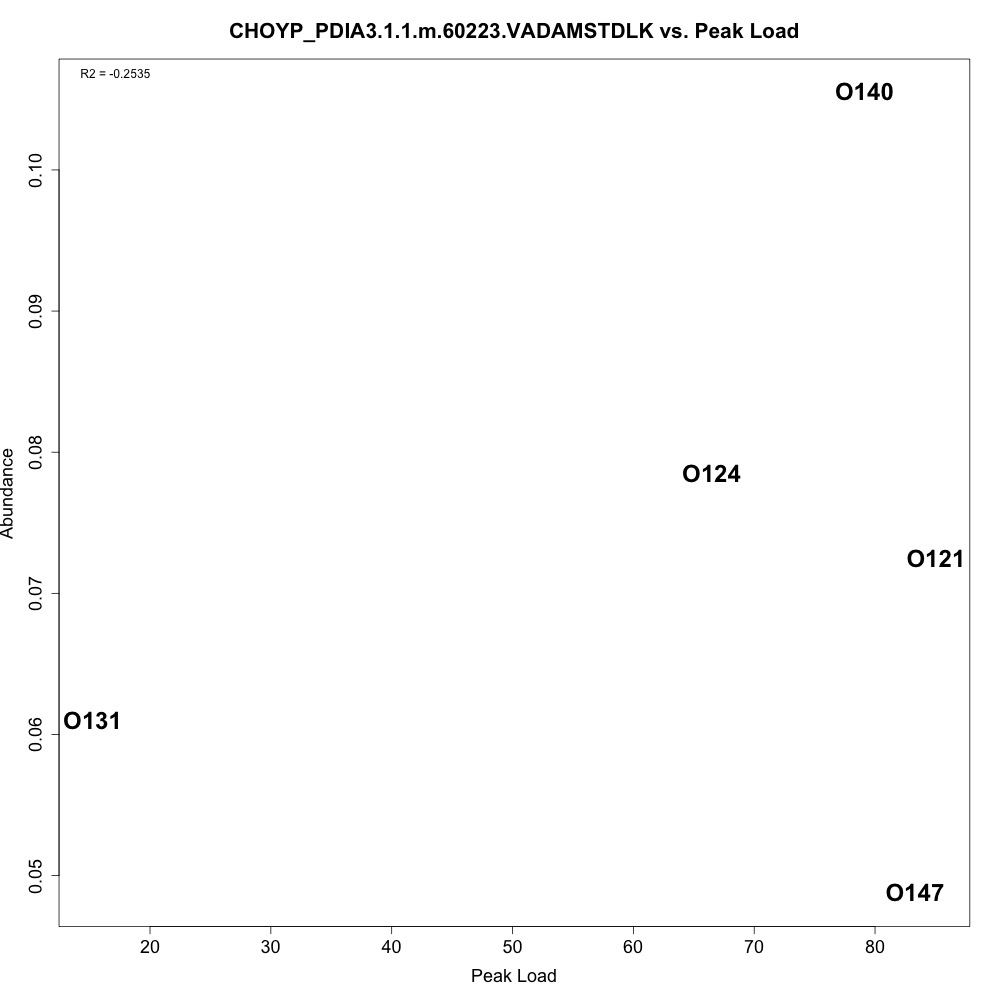 CHOYP_PDIA3.1.1.m.60223.VADAMSTDLK vs. Peak Load
R2 = -0.2535
O140
0.10
0.09
0.08
O124
Abundance
O121
0.07
O131
0.06
0.05
O147
20 30 40 50 60 70 80
Peak Load